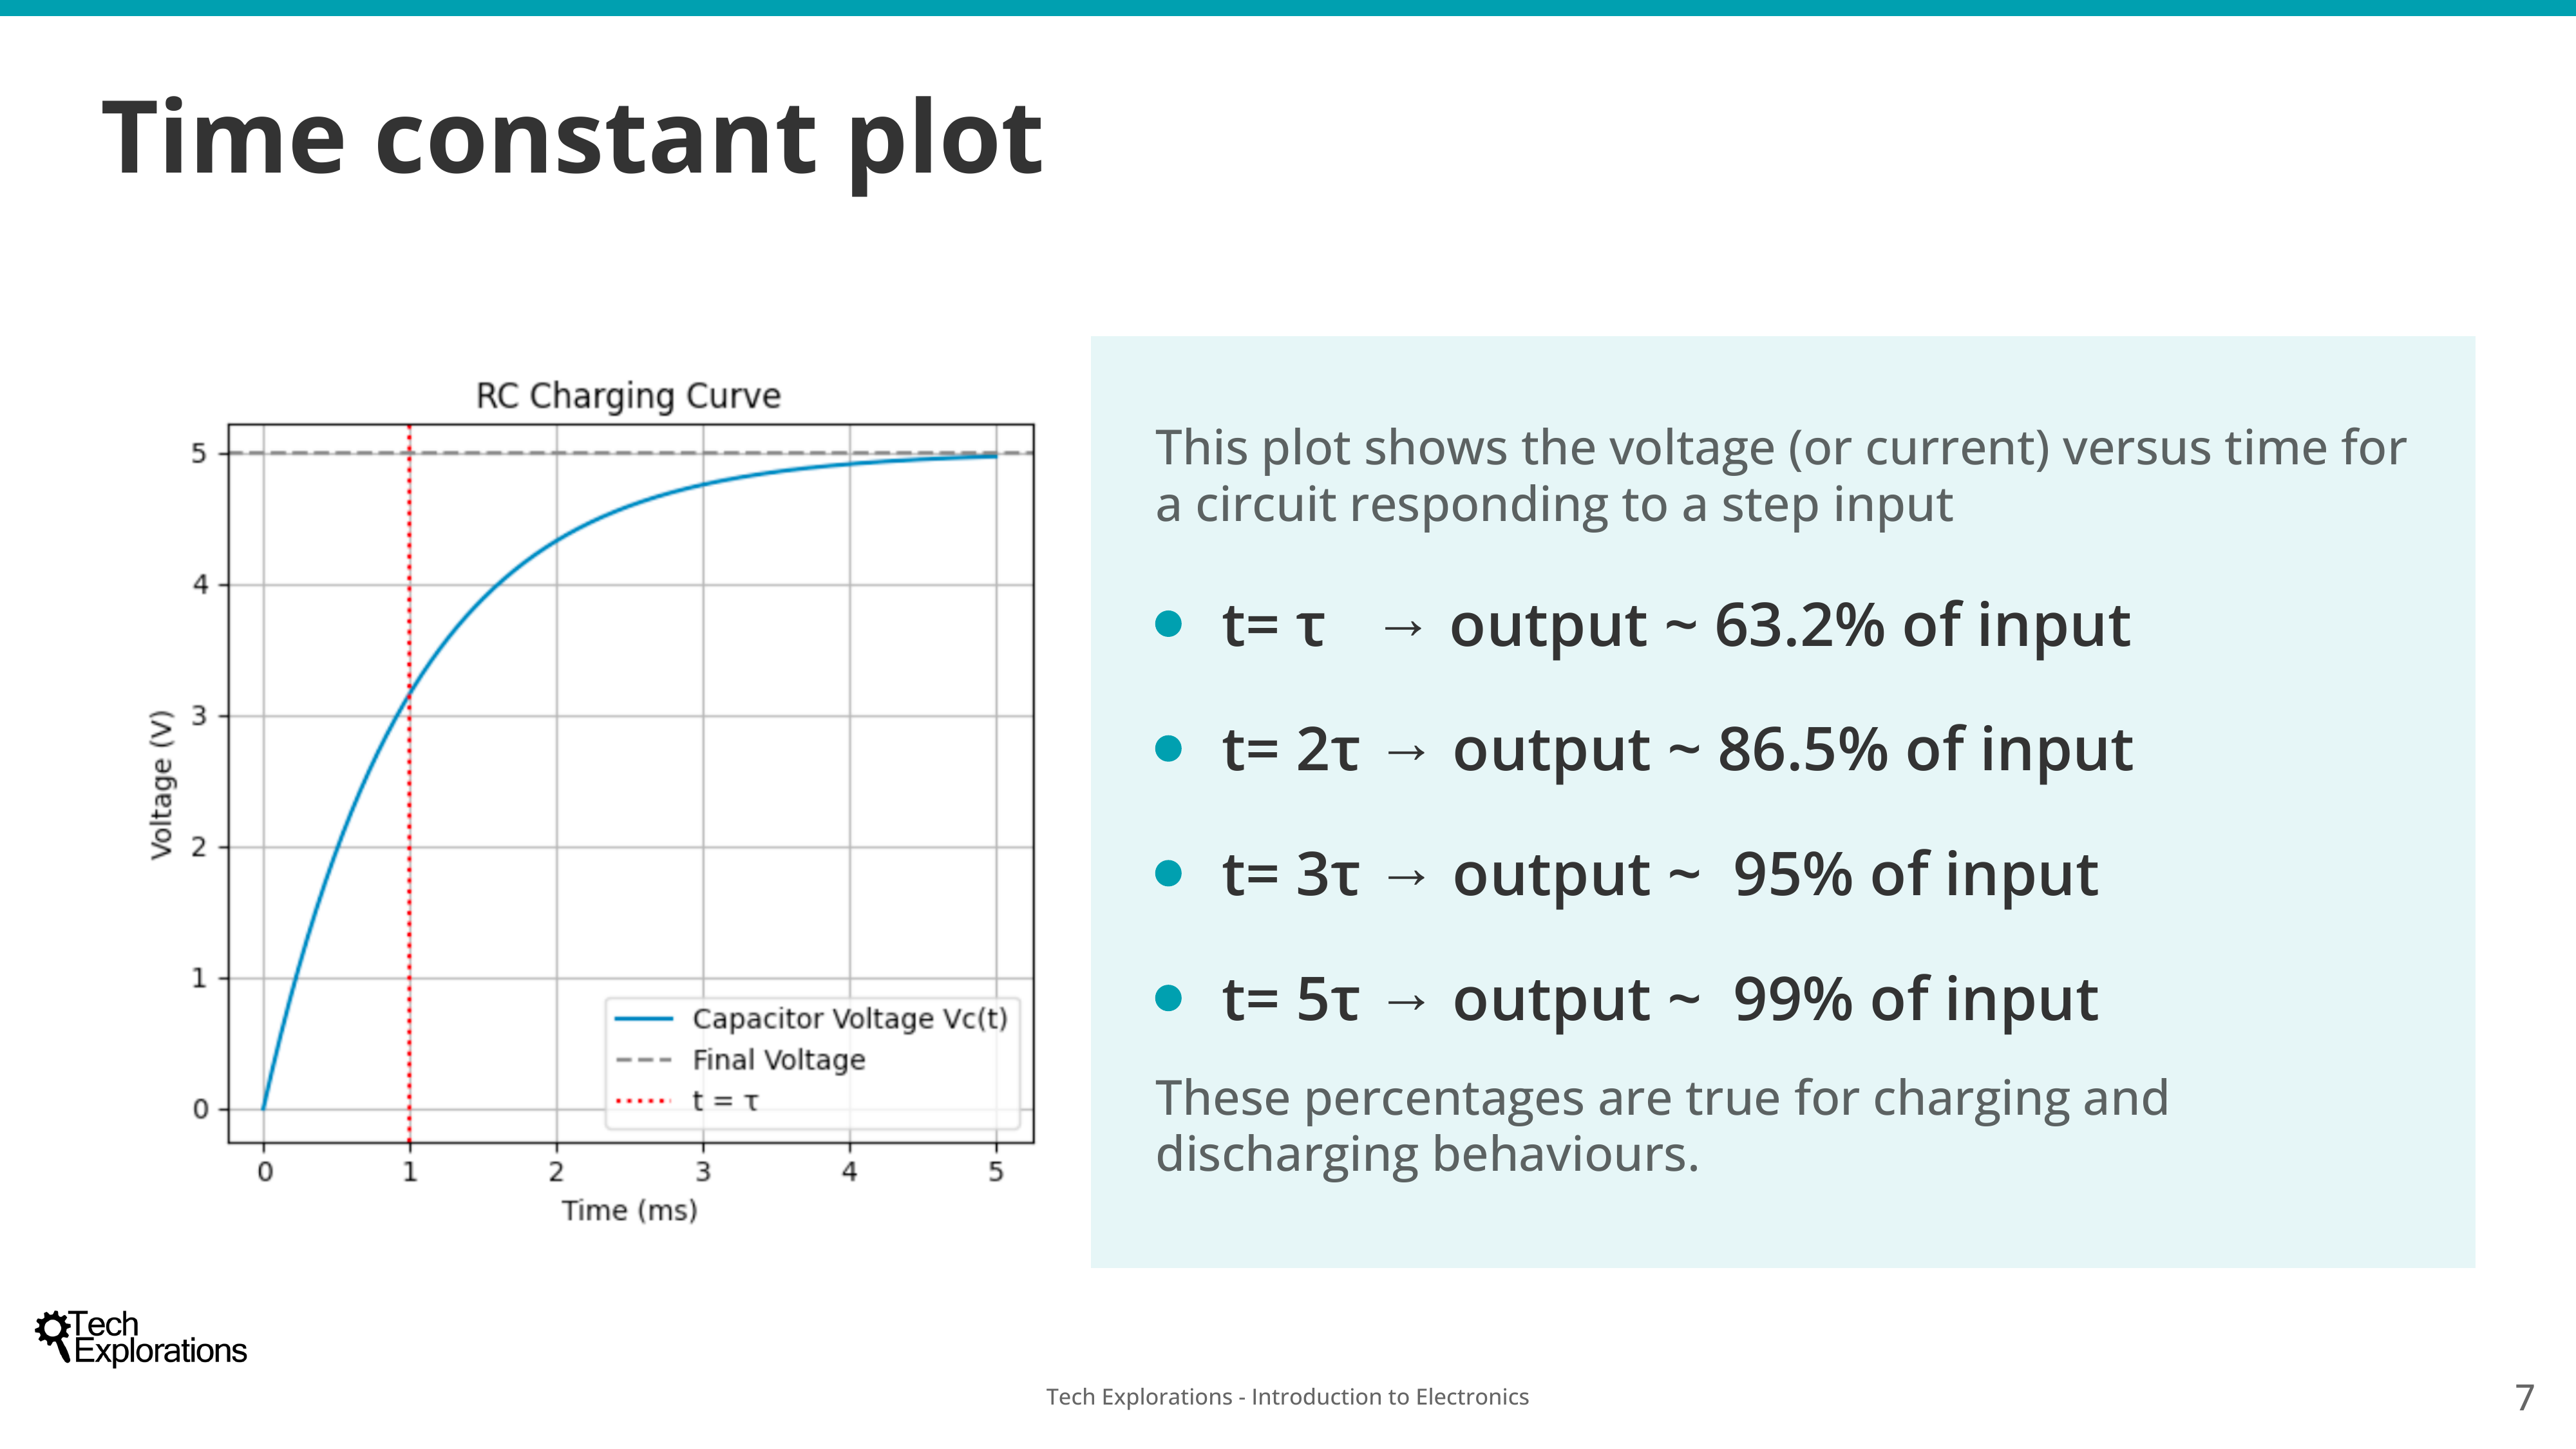 Time constant plot
RC Charging Curve
5
4
3
2
1
0
Voltage (V)
Capacitor Voltage Vc(t)
Final Voltage
t = τ
0 1 2 3 4 5
Time (ms)
This plot shows the voltage (or current) versus time for
a circuit responding to a step input
t= τ → output ~ 63.2% of input
t= 2τ → output ~ 86.5% of input
t= 3τ → output ~ 95% of input
t= 5τ → output ~ 99% of input
These percentages are true for charging and
discharging behaviours.
Tech
Explorations
Tech Explorations - Introduction to Electronics
7